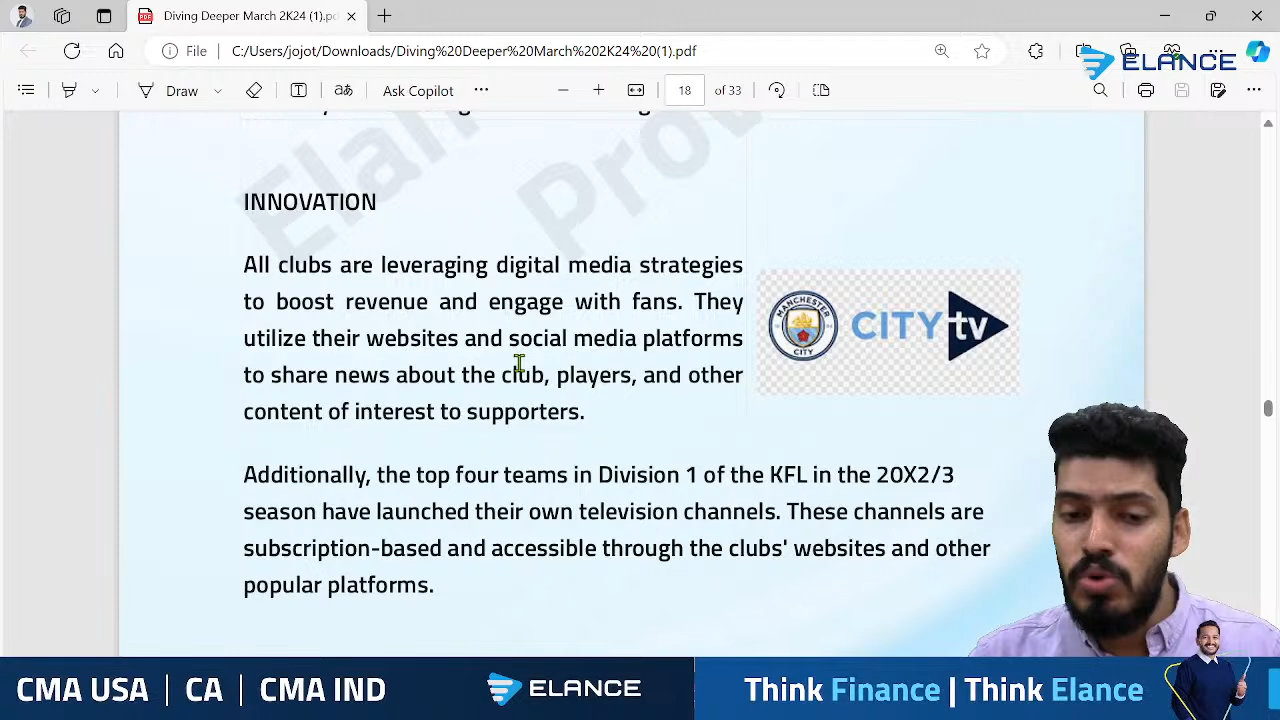 Diving Deeper March 2K24 (1).pd
File C:/Users/jojot/Downloads/Diving%20Deeper%20March%202K24%20(1).pdf
ELANCE
Draw Ask Copilot 18 of 33
INNOVATION
All clubs are leveraging digital media strategies
to boost revenue and engage with fans. They
utilize their websites and social media platforms
to share news about the club, players, and other
content of interest to supporters.
MANCHESTER
CITY
CITY tv
Additionally, the top four teams in Division 1 of the KFL in the 20X2/3
season have launched their own television channels. These channels are
subscription-based and accessible through the clubs' websites and other
popular platforms.
CMA USA | CA | CMA IND
ELANCE
Think Finance | Think Elance